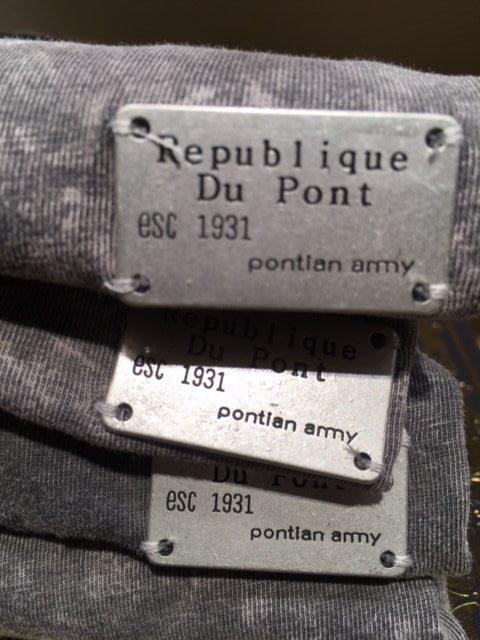 Republique
Du Pont
esc 1931
pontian army
Republique
Du Pont
esc 1931
pontian army
Du Pont
esc 1931
pontian army